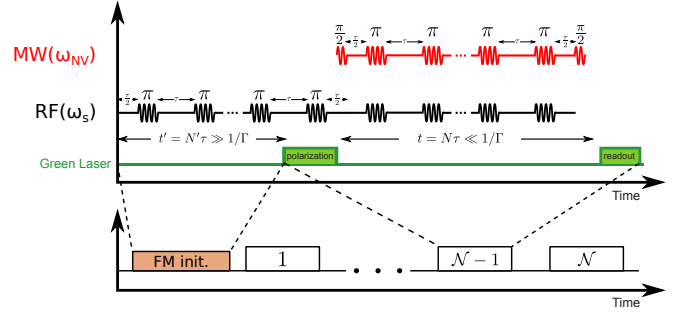 π/2 τ/2 π τ π ... π τ π τ/2 π/2
MW(ω_NV)
τ/2 π τ π ... π τ π τ/2
RF(ω_s)
t′ = N′τ ≫ 1/Γ t = Nτ ≪ 1/Γ
polarization readout
Green Laser
Time
FM init. 1 • • • 𝒩 − 1 𝒩
Time